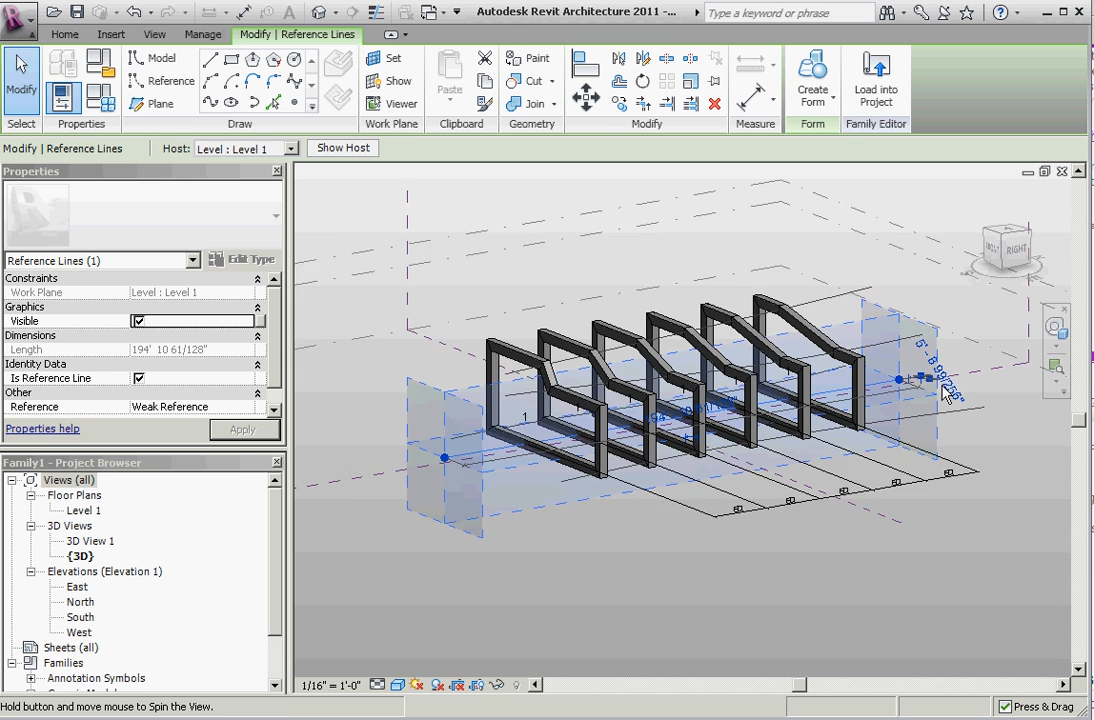 Autodesk Revit Architecture 2011 -...
Type a keyword or phrase
Home Insert View Manage Modify | Reference Lines
Modify
Model
Reference
Plane
Set
Show
Viewer
Paste
Paint
Cut
Join
Create
Form
Load into
Project
Select Properties Draw Work Plane Clipboard Geometry Modify Measure Form Family Editor
Modify | Reference Lines Host: Level : Level 1 Show Host
Properties
Reference Lines (1) Edit Type
Constraints
Work Plane Level : Level 1
Graphics
Visible
Dimensions
Length 194' 10 61/128"
Identity Data
Is Reference Line
Other
Reference Weak Reference
Properties help Apply
Family1 - Project Browser
Views (all)
Floor Plans
Level 1
3D Views
3D View 1
{3D}
Elevations (Elevation 1)
East
North
South
West
Sheets (all)
Families
Annotation Symbols
RIGHT
1
EQ
EQ
EQ
EQ
EQ
1/16" = 1'-0"
Hold button and move mouse to Spin the View.
Press & Drag